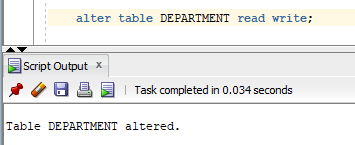 alter table DEPARTMENT read write;
Script Output x
Task completed in 0.034 seconds
Table DEPARTMENT altered.